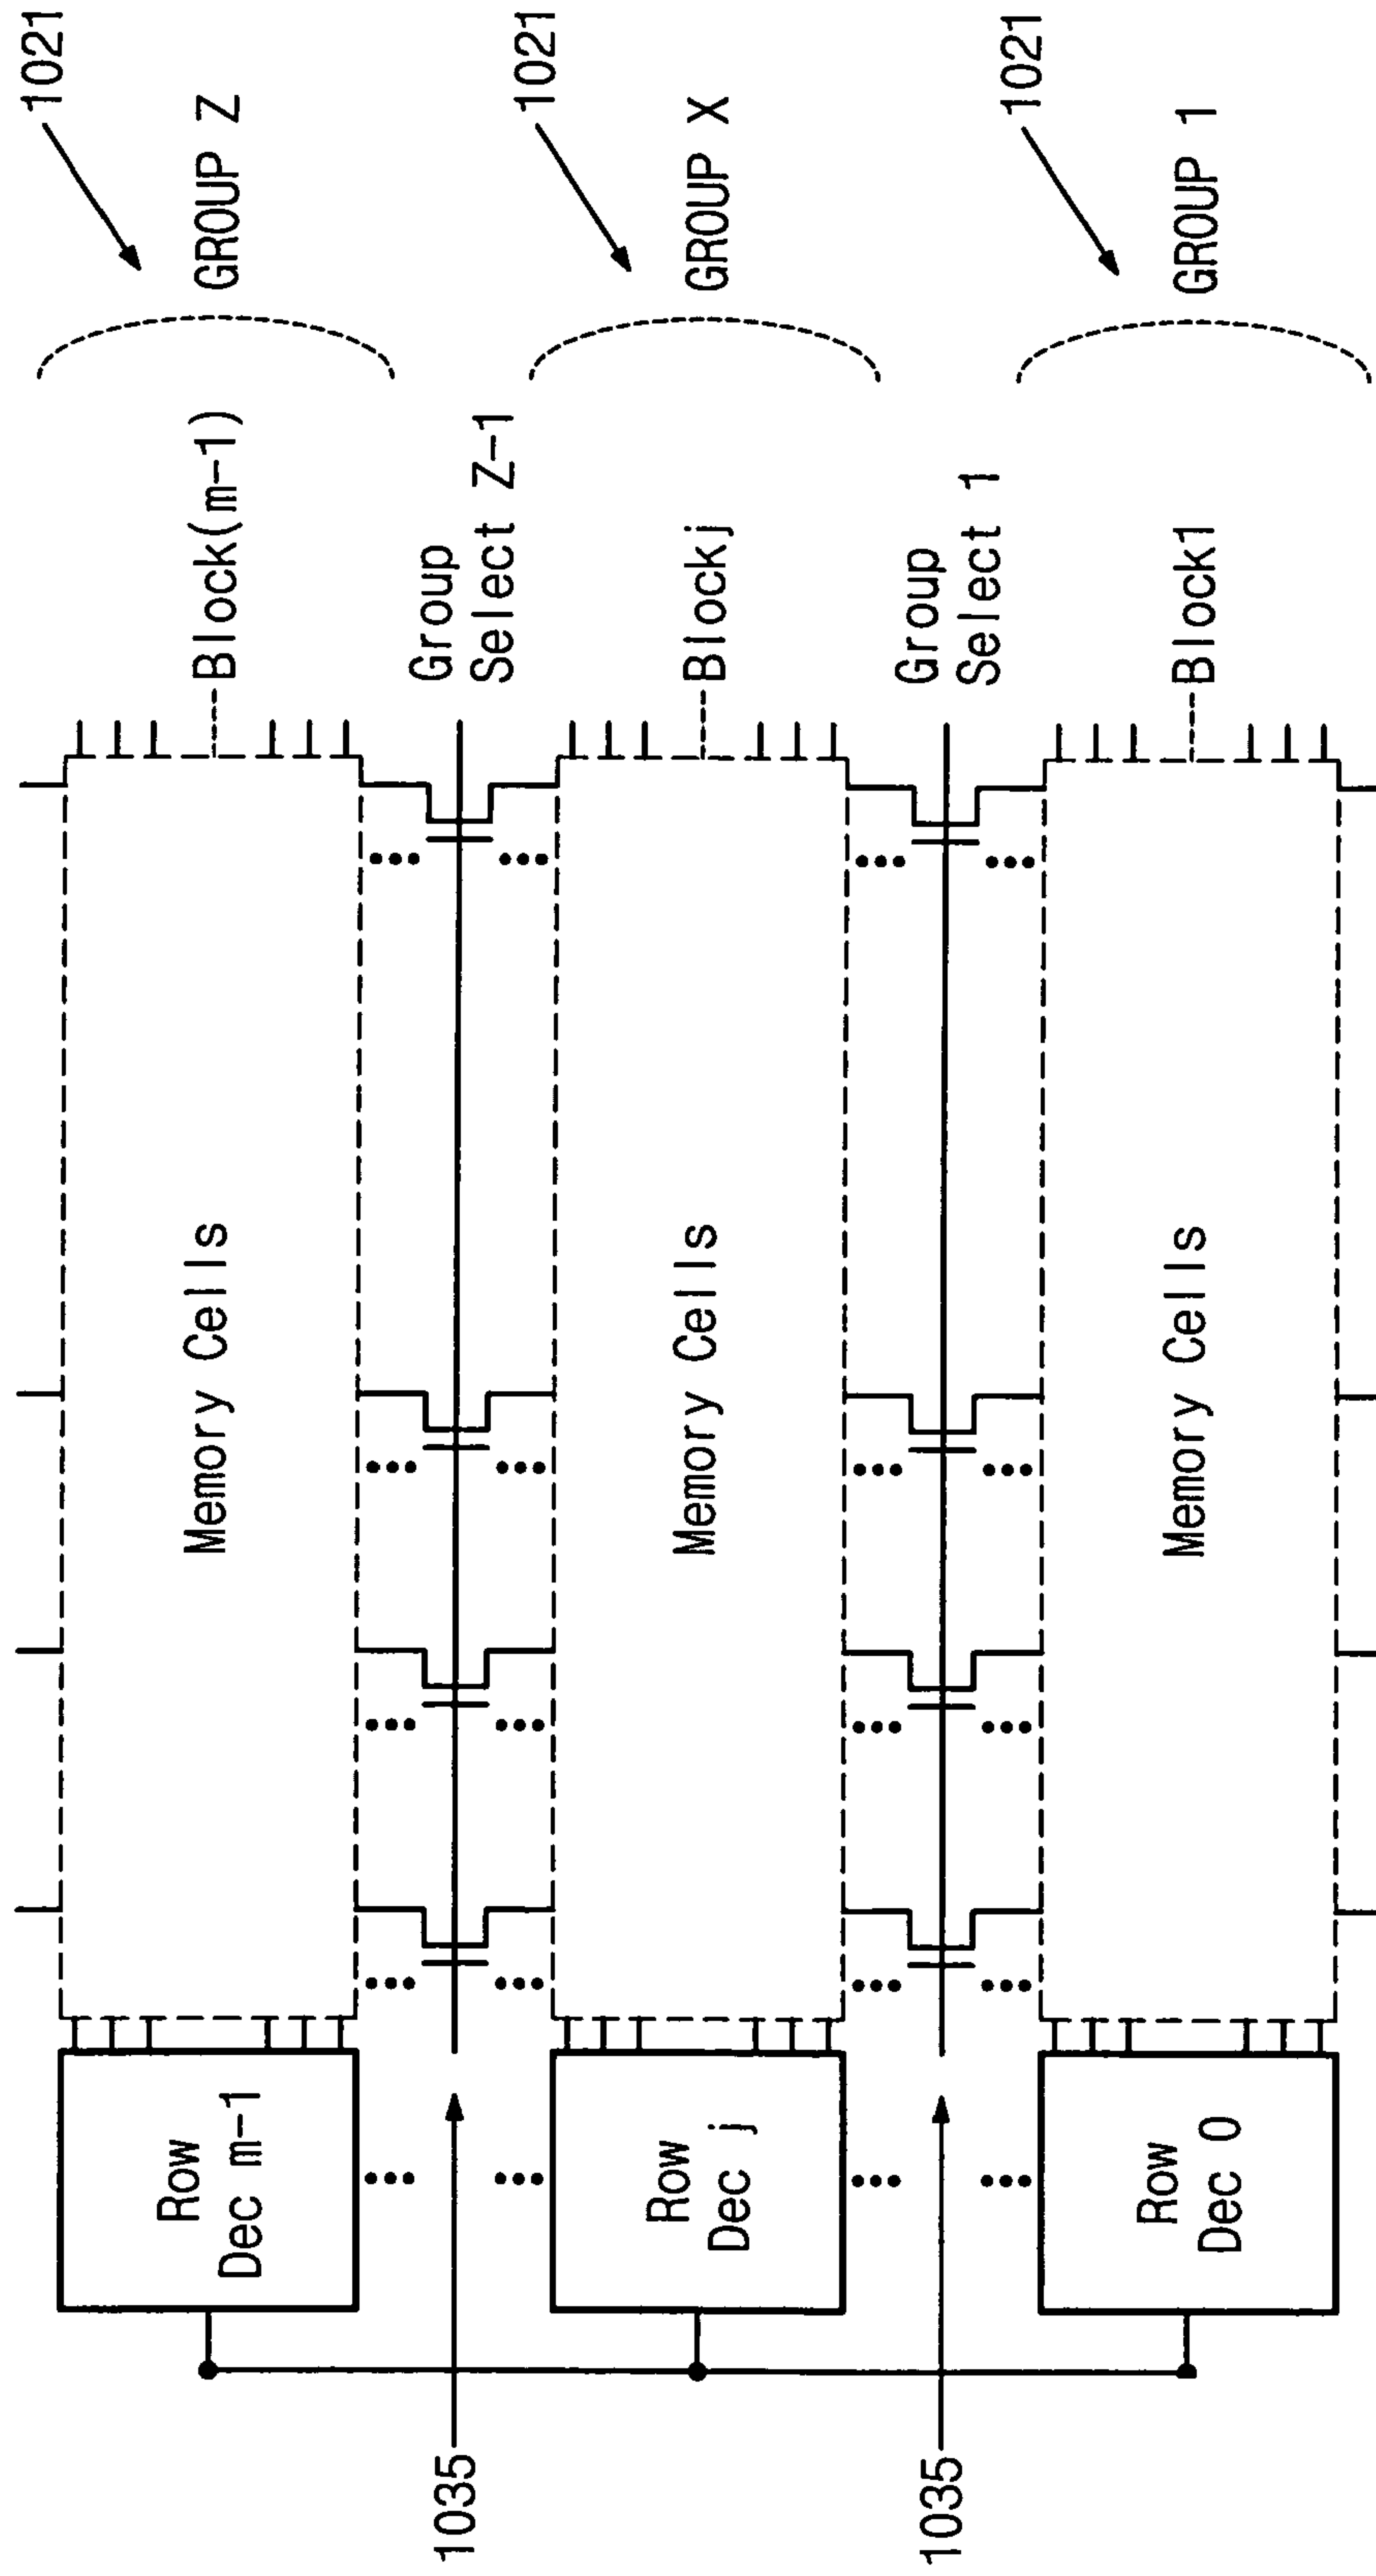 1021
GROUP Z
Block(m-1)
Memory Cells
Row
Dec m-1
1035
Group
Select Z-1
1021
GROUP X
Blockj
Memory Cells
Row
Dec j
1035
Group
Select 1
1021
GROUP 1
Block1
Memory Cells
Row
Dec 0